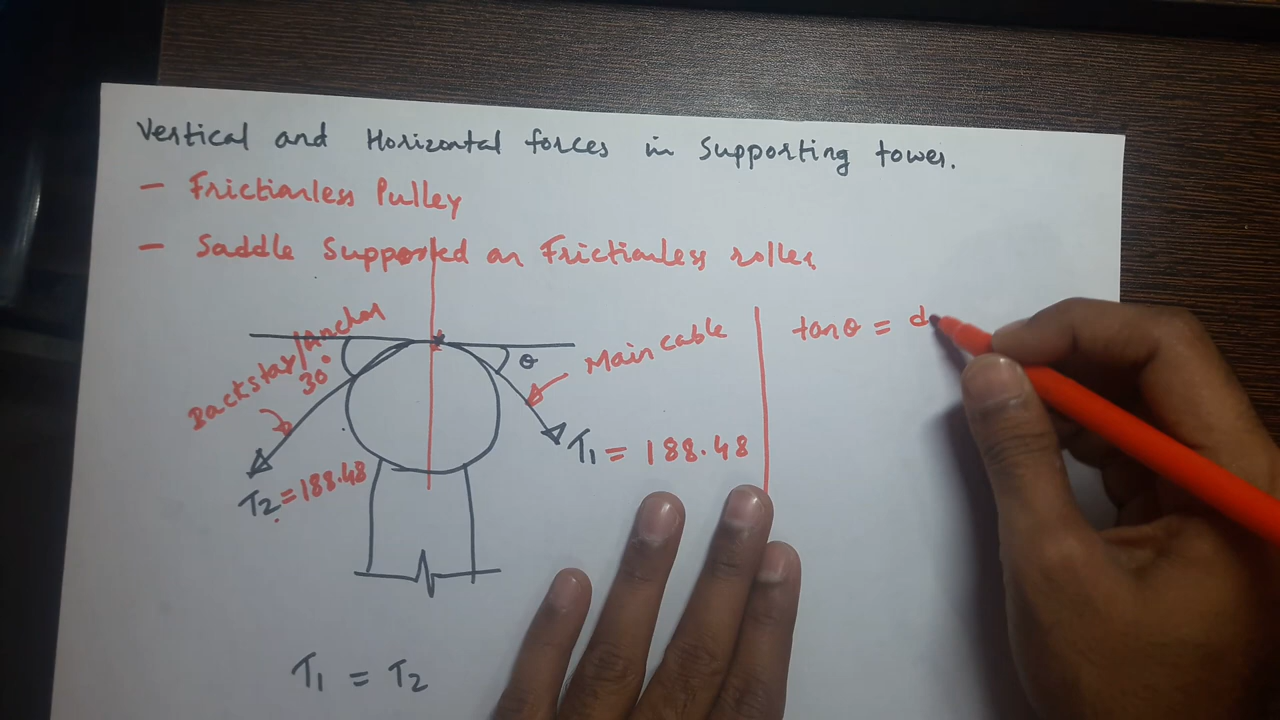 Vertical and Horizontal forces in Supporting tower.
- Frictionless Pulley
- Saddle Supported on Frictionless roller
Backstay/Anchor
30°
θ
Main cable
tanθ = d
T1 = 188.48
T2 = 188.48
T1 = T2